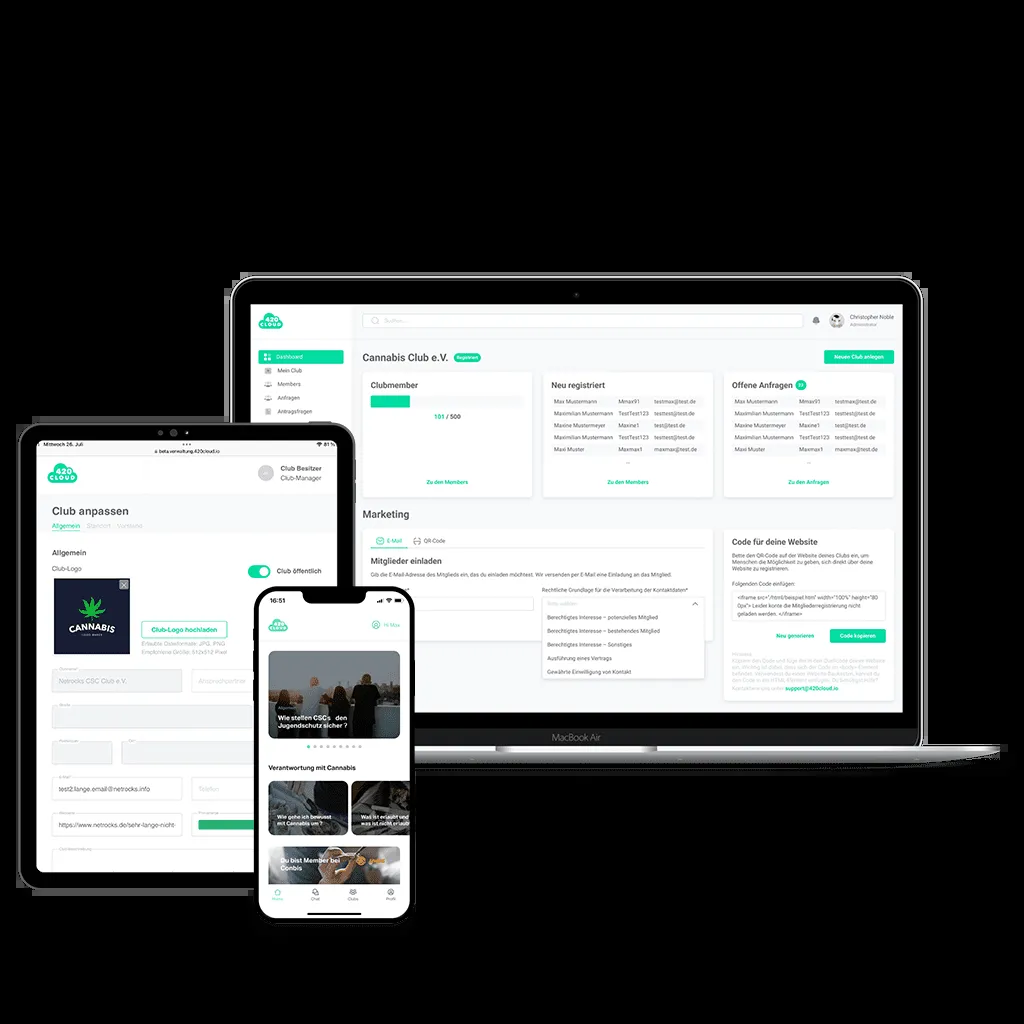 420
CLOUD
Suchen...
Christopher Noble
Administrator
Dashboard
Mein Club
Members
Anfragen
Antragsfragen
Cannabis Club e.V.
Registriert
Neuen Club anlegen
Clubmember
101 / 500
Zu den Members
Neu registriert
Max Mustermann Mmax91 testmax@test.de
Maximilian Mustermann TestTest123 testtest@test.de
Maxine Mustermeyer Maxine1 test@test.de
Maximilian Mustermann TestTest123 testtest@test.de
Maxi Muster Maxmax1 maxmax@test.de
...
Zu den Members
Offene Anfragen
Max Mustermann Mmax91 testmax@test.de
Maximilian Mustermann TestTest123 testtest@test.de
Maxine Mustermeyer Maxine1 test@test.de
Maximilian Mustermann TestTest123 testtest@test.de
Maxi Muster Maxmax1 maxmax@test.de
...
Zu den Anfragen
Marketing
E-Mail QR-Code
Mitglieder einladen
Gib die E-Mail Adresse des Mitglieds ein, das du einladen möchtest. Wir versenden per E-Mail eine Einladung an das Mitglied.
Rechtliche Grundlage für die Verarbeitung der Kontaktdaten*
Berechtigtes Interesse – potenzielles Mitglied
Berechtigtes Interesse – bestehendes Mitglied
Berechtigtes Interesse – Sonstiges
Ausführung eines Vertrags
Gewährte Einwilligung von Kontakt
Code für deine Website
Bette den QR-Code auf der Website deines Clubs ein, um
Menschen die Möglichkeit zu geben, sich direkt über deine
Website zu registrieren.
Folgenden Code einfügen:
<iframe src="/html/beispiel.htm" width="100%" height="80
0px"> Leider konte die Mitgliederregistrierung nicht
geladen werden. </iframe>
Neu generieren
Code kopieren
support@420cloud.io
MacBook Air
Mittwoch 26. Juli
81 %
beta.verwaltung.420cloud.io
420
CLOUD
Club Besitzer
Club-Manager
Club anpassen
Allgemein Standort Vorlieben
Allgemein
Club-Logo
Club öffentlich
CANNABIS
Club-Logo hochladen
Erlaubte Dateiformate: JPG, PNG
Empfohlene Größe: 512x512 Pixel
Netrocks CSC Club e.V.
Ansprechpartner
E-Mail*
test2.lange.email@netrocks.info
Telefon
https://www.netrocks.de/sehr-lange-nicht-
16:51
420
CLOUD
Hi Max
Allgemein
Wie stellen CSCs den
Jugendschutz sicher ?
Verantwortung mit Cannabis
Wie gehe ich bewusst
mit Cannabis um ?
Was ist erlaubt und
was ist nicht erlaubt
Du bist Member bei
Conbis
Home
Chat
Clubs
Profil